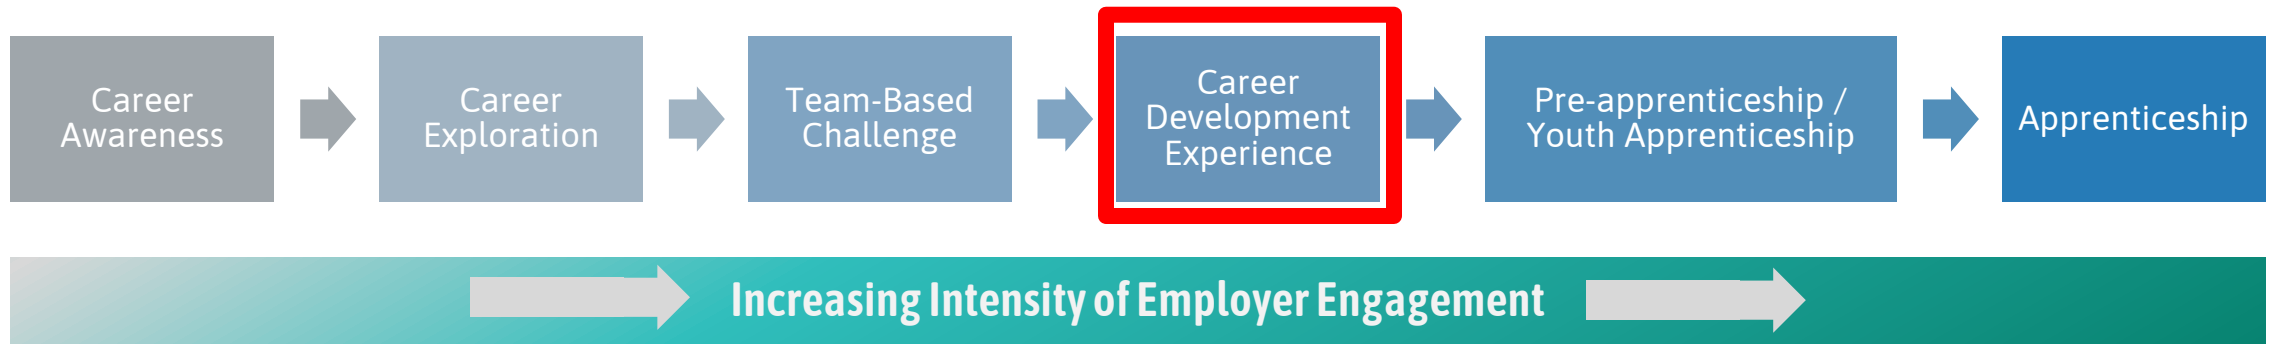 Career
Awareness
Career
Exploration
Team-Based
Challenge
Career
Development
Experience
Pre-apprenticeship /
Youth Apprenticeship
Apprenticeship
Increasing Intensity of Employer Engagement